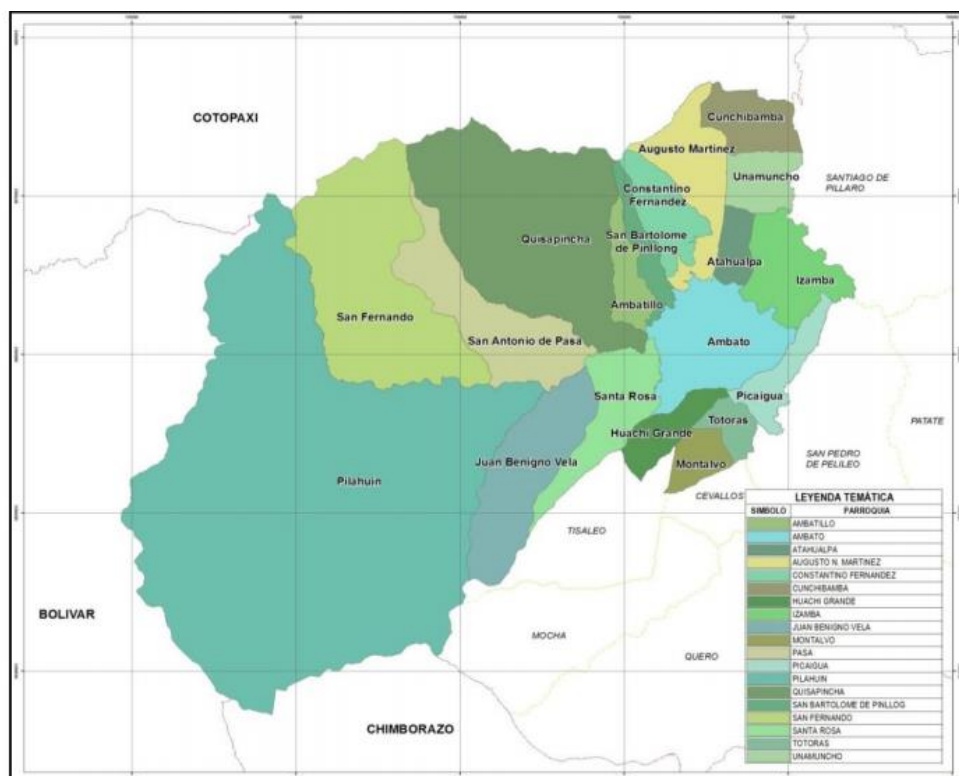 COTOPAXI
Cunchibamba
Augusto Martinez
Unamuncho
SANTIAGO DE
PILLARO
Constantino
Fernandez
Quisapincha
San Bartolome
de Pinllong
Atahualpa
Izamba
Ambatillo
San Fernando
San Antonio de Pasa
Ambato
Santa Rosa
Picaigua
Totoras
PATATE
Huachi Grande
Juan Benigno Vela
Montalvo
SAN PEDRO
DE PELILEO
Pilahuin
CEVALLOS
TISALEO
BOLIVAR
MOCHA
QUERO
CHIMBORAZO
LEYENDA TEMÁTICA
SIMBOLO PARROQUIA
AMBATILLO
AMBATO
ATAHUALPA
AUGUSTO N. MARTINEZ
CONSTANTINO FERNANDEZ
CUNCHIBAMBA
HUACHI GRANDE
IZAMBA
JUAN BENIGNO VELA
MONTALVO
PASA
PICAIGUA
PILAHUIN
QUISAPINCHA
SAN BARTOLOME DE PINLLOG
SAN FERNANDO
SANTA ROSA
TOTORAS
UNAMUNCHO